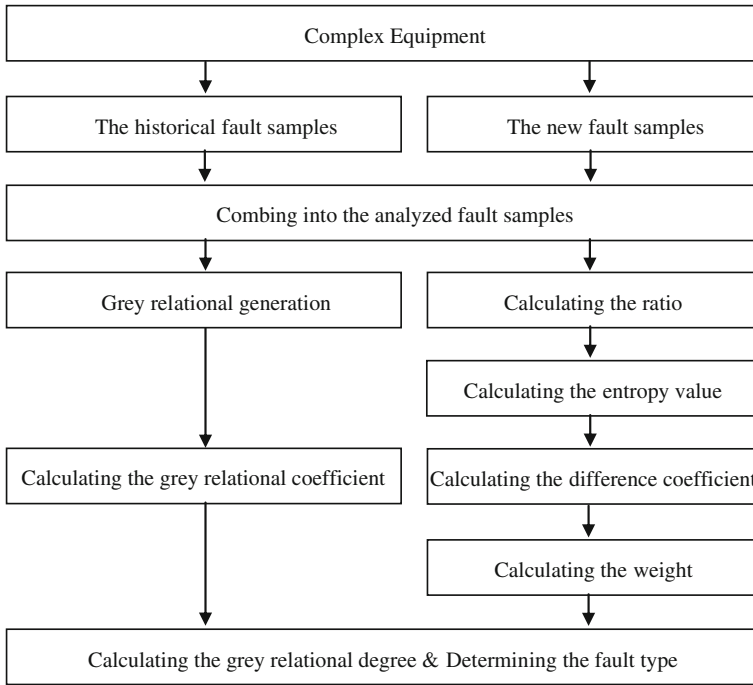 Complex Equipment
The historical fault samples
The new fault samples
Combing into the analyzed fault samples
Grey relational generation
Calculating the ratio
Calculating the entropy value
Calculating the grey relational coefficient
Calculating the difference coefficient
Calculating the weight
Calculating the grey relational degree & Determining the fault type